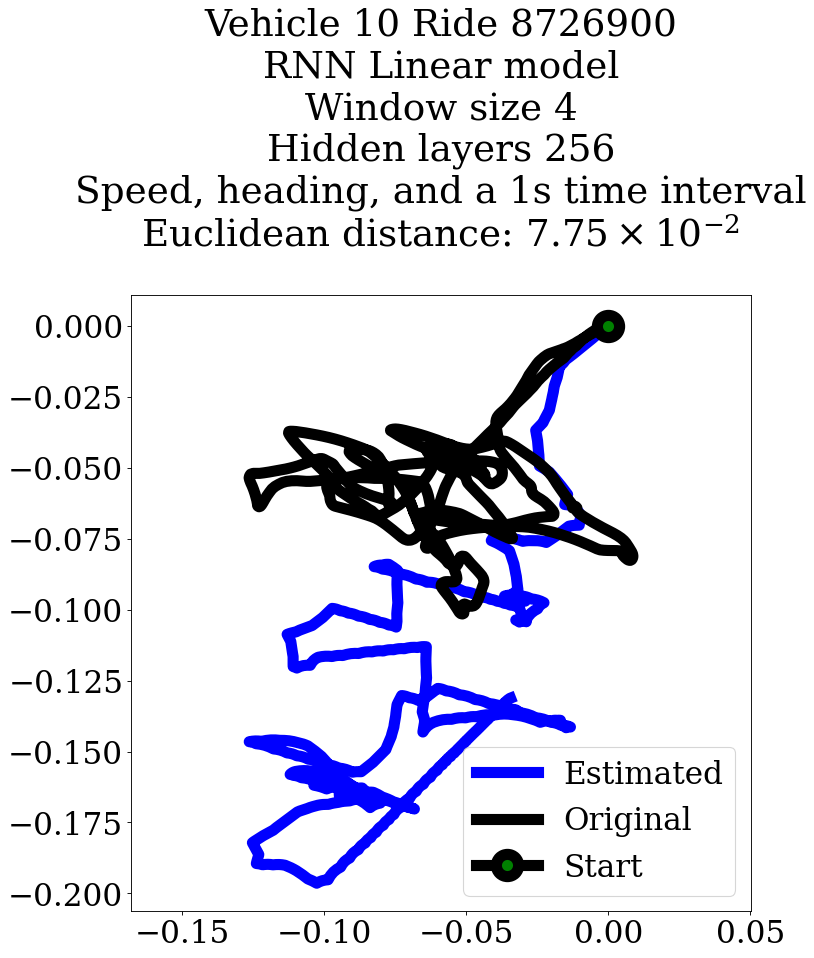 Vehicle 10 Ride 8726900
RNN Linear model
Window size 4
Hidden layers 256
Speed, heading, and a 1s time interval
Euclidean distance: 7.75 × 10⁻²
0.000
−0.025
−0.050
−0.075
−0.100
−0.125
−0.150
−0.175
−0.200
Estimated
Original
Start
−0.15 −0.10 −0.05 0.00 0.05